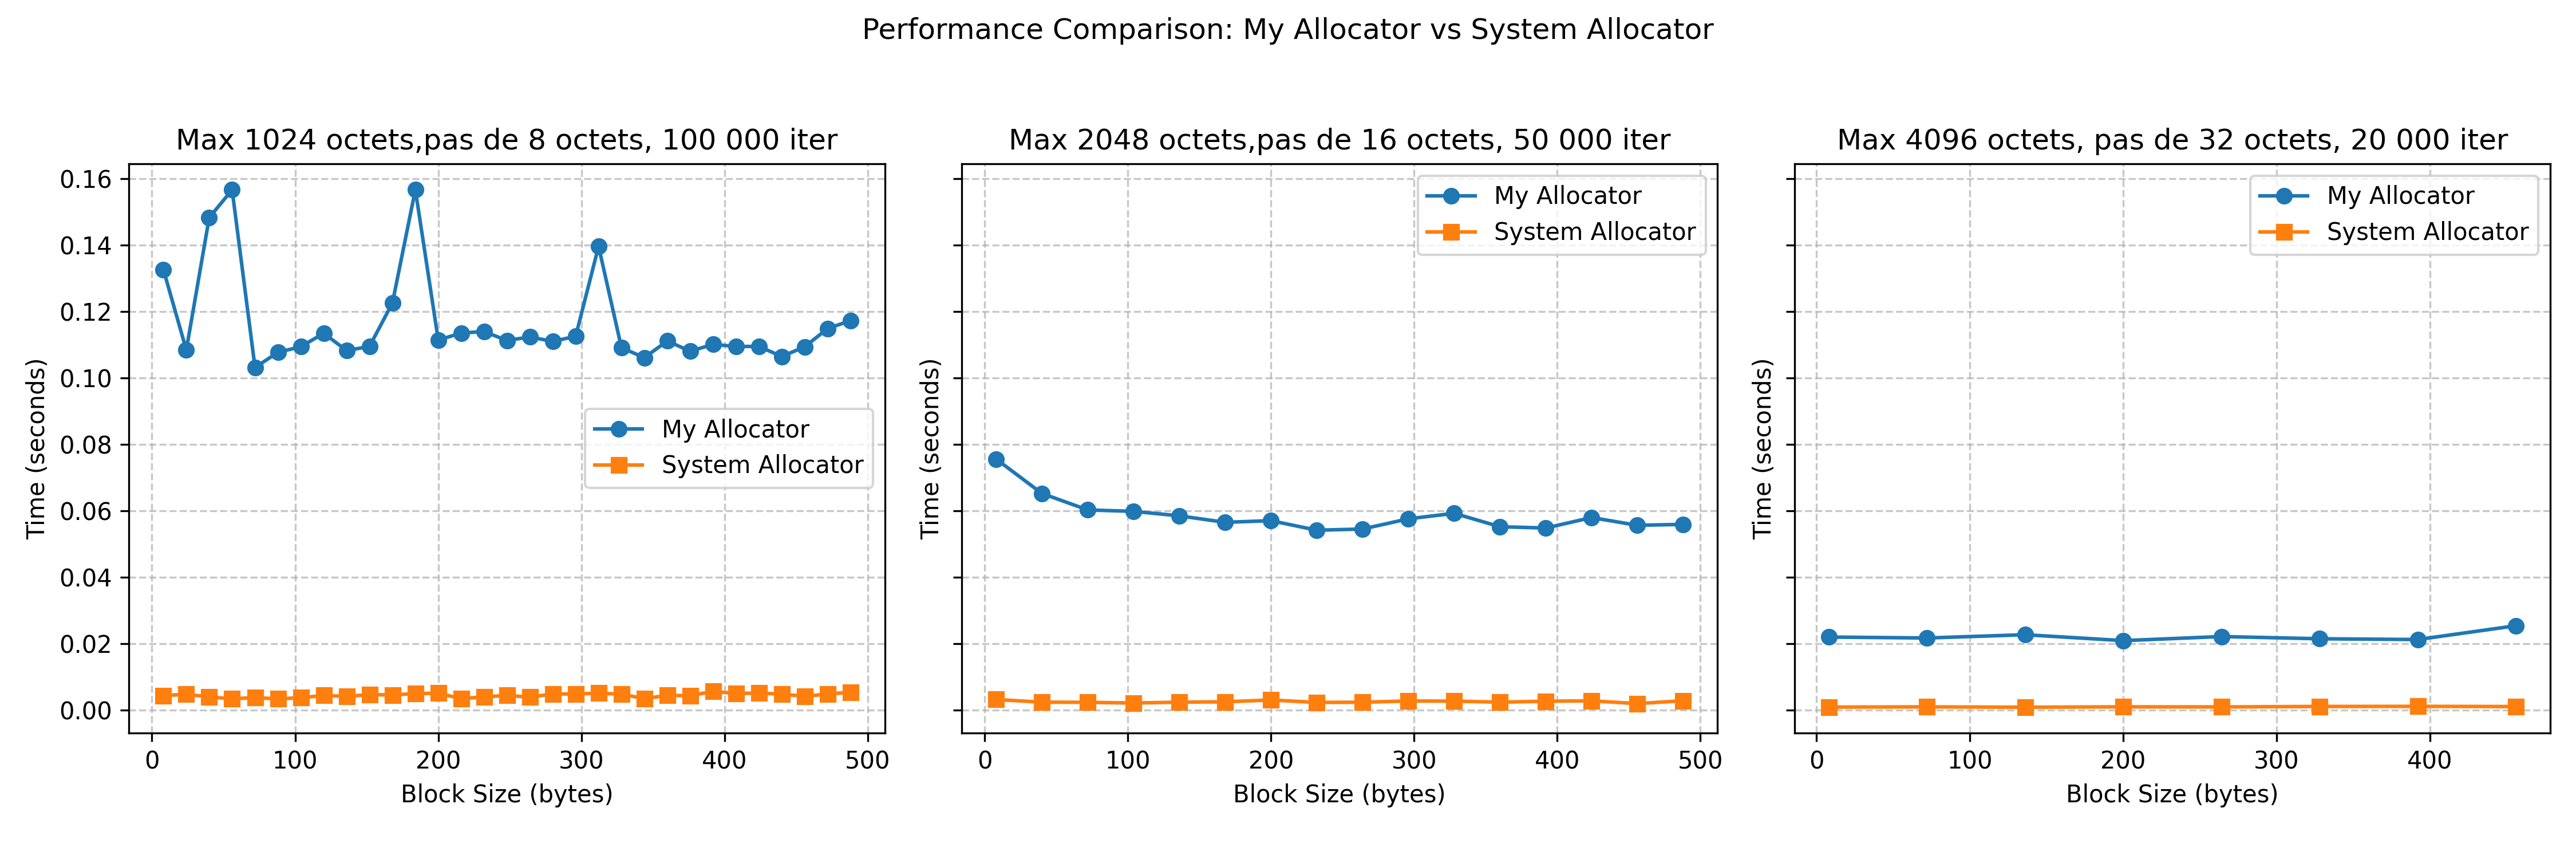 Performance Comparison: My Allocator vs System Allocator
Max 1024 octets,pas de 8 octets, 100 000 iter
Time (seconds)
0.16
0.14
0.12
0.10
0.08
0.06
0.04
0.02
0.00
My Allocator
System Allocator
0 100 200 300 400 500
Block Size (bytes)
Max 2048 octets,pas de 16 octets, 50 000 iter
Time (seconds)
My Allocator
System Allocator
0 100 200 300 400 500
Block Size (bytes)
Max 4096 octets, pas de 32 octets, 20 000 iter
Time (seconds)
My Allocator
System Allocator
0 100 200 300 400
Block Size (bytes)